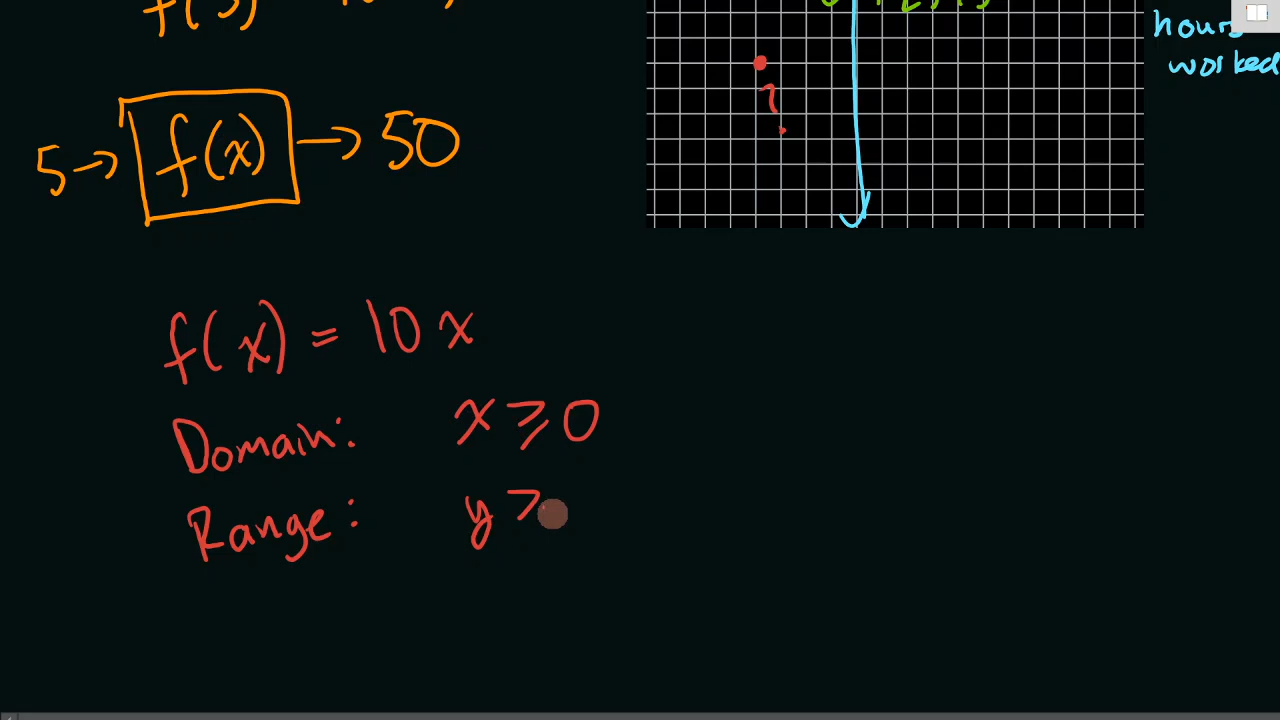 hours
worked
5 → f(x) → 50
f(x) = 10x
Domain: x ≥ 0
Range: y >